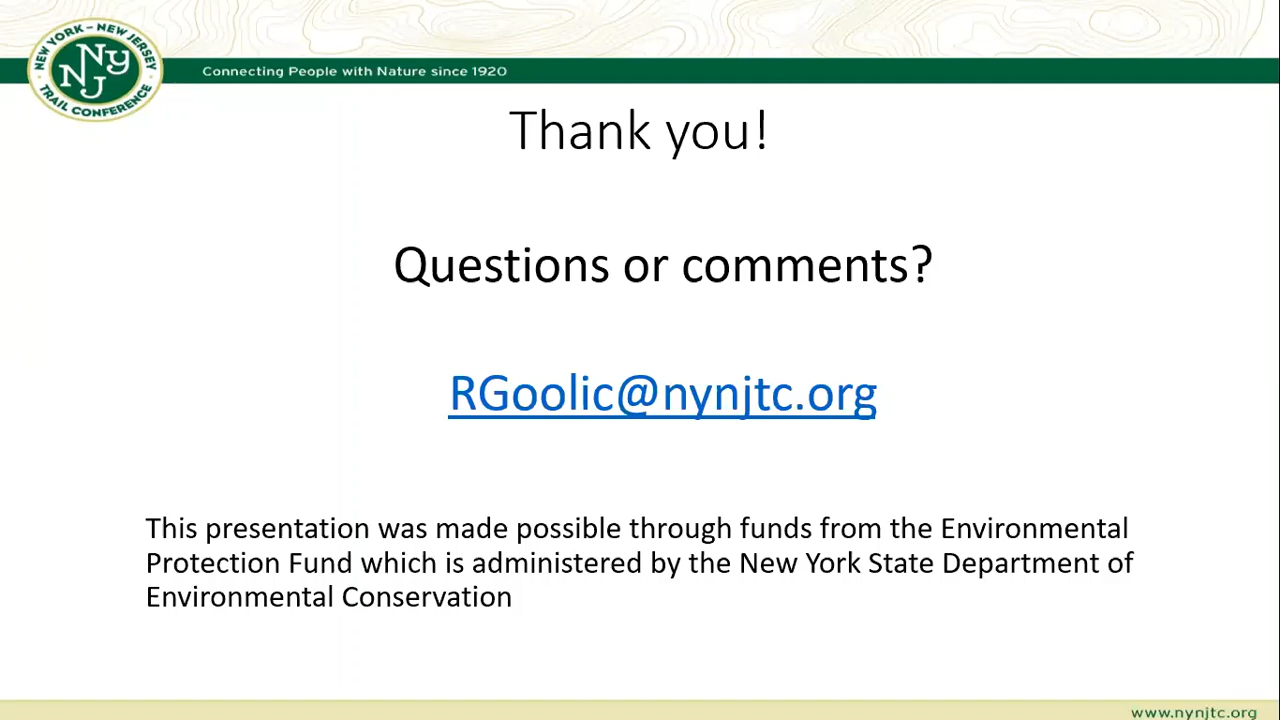 NEW YORK – NEW JERSEY
NY
NJ
TRAIL CONFERENCE
Connecting People with Nature since 1920
Thank you!
Questions or comments?
RGoolic@nynjtc.org
This presentation was made possible through funds from the Environmental
Protection Fund which is administered by the New York State Department of
Environmental Conservation
www.nynjtc.org